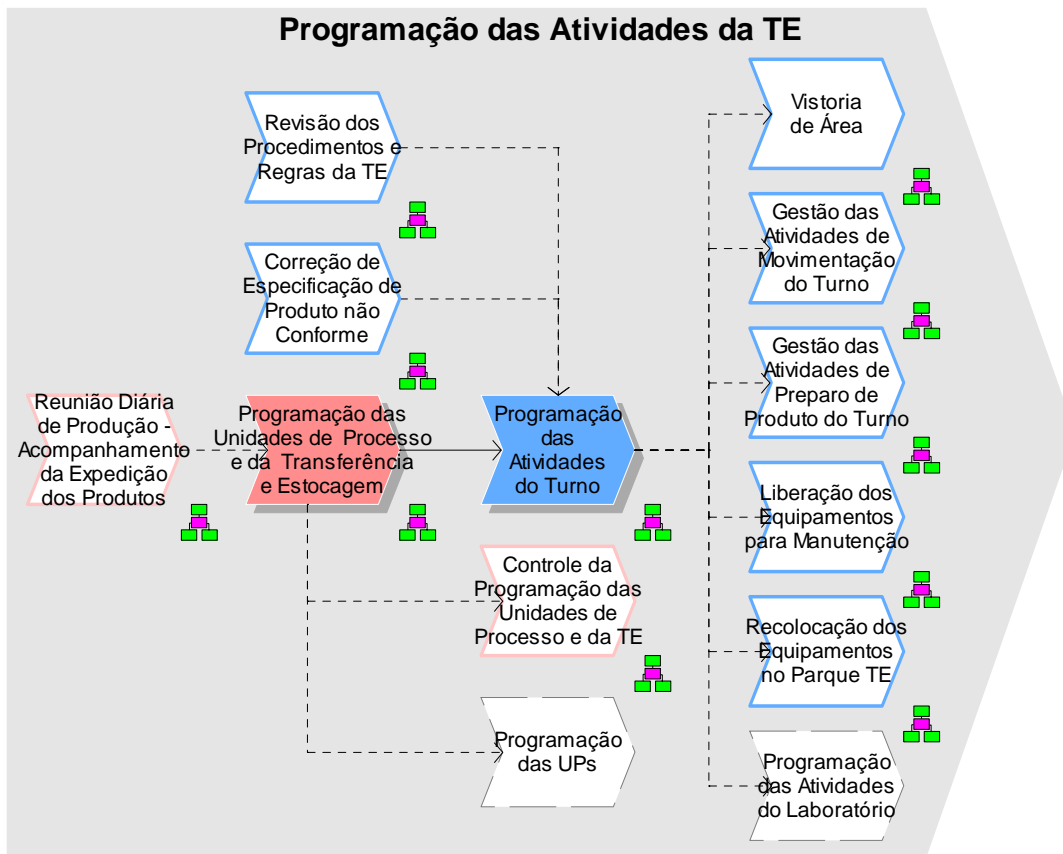 Programação das Atividades da TE
Revisão dos
Procedimentos e
Regras da TE
Correção de
Especificação de
Produto não
Conforme
Reunião Diária
de Produção -
Acompanhamento
da Expedição
dos Produtos
Programação das
Unidades de Processo
e da Transferência
e Estocagem
Programação
das
Atividades
do Turno
Controle da
Programação das
Unidades de
Processo e da TE
Programação
das UPs
Vistoria
de Área
Gestão das
Atividades de
Movimentação
do Turno
Gestão das
Atividades de
Preparo de
Produto do Turno
Liberação dos
Equipamentos
para Manutenção
Recolocação dos
Equipamentos
no Parque TE
Programação
das Atividades
do Laboratório